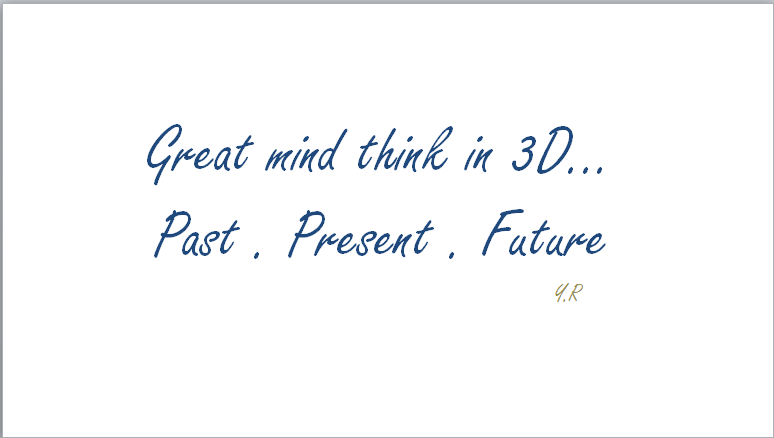 Great mind think in 3D...
Past . Present . Future
Y.R